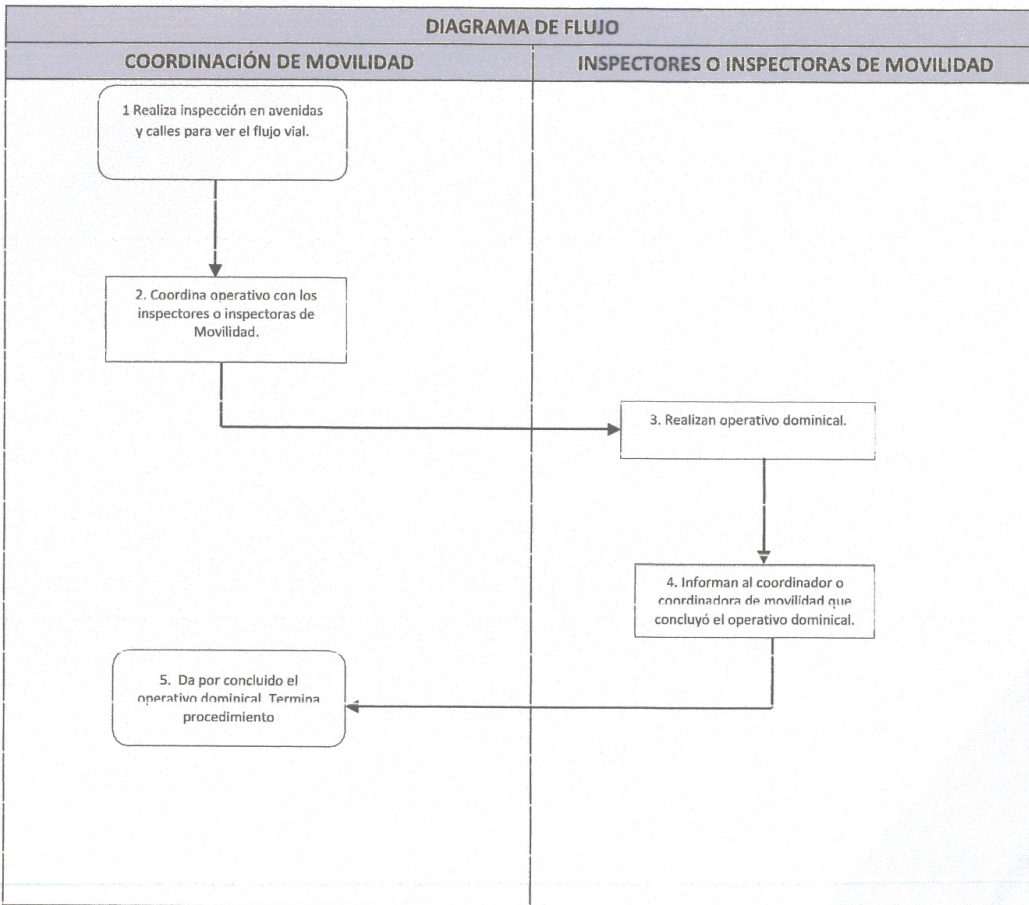 DIAGRAMA DE FLUJO
COORDINACIÓN DE MOVILIDAD
INSPECTORES O INSPECTORAS DE MOVILIDAD
1 Realiza inspección en avenidas
y calles para ver el flujo vial.
2. Coordina operativo con los
inspectores o inspectoras de
Movilidad.
3. Realizan operativo dominical.
4. Informan al coordinador o
coordinadora de movilidad que
concluyó el operativo dominical.
5. Da por concluido el
operativo dominical. Termina
procedimiento